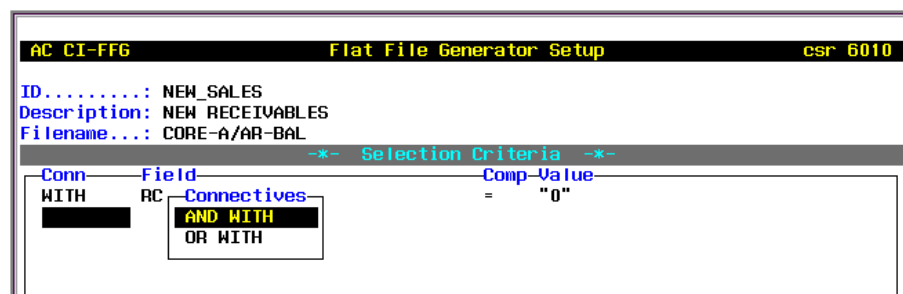 AC CI-FFG Flat File Generator Setup csr 6010
ID.........: NEW_SALES
Description: NEW RECEIVABLES
Filename...: CORE-A/AR-BAL
-*- Selection Criteria -*-
Conn Field Comp Value
WITH RC Connectives = "0"
AND WITH
OR WITH